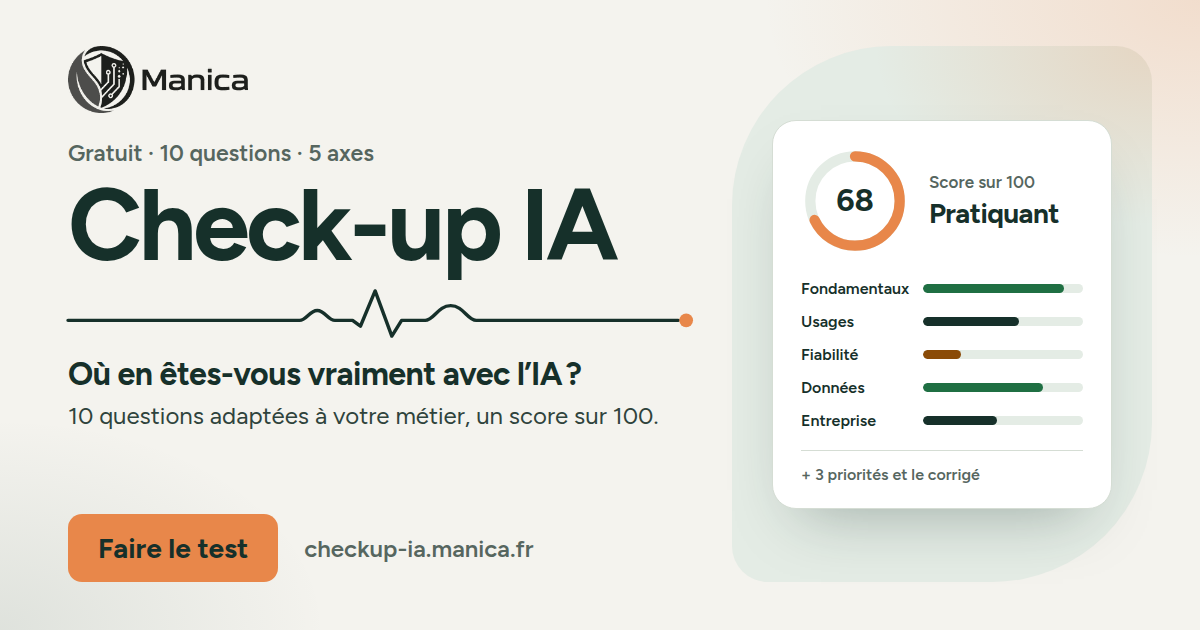 Manica
Gratuit · 10 questions · 5 axes
Check-up IA
Où en êtes-vous vraiment avec l’IA ?
10 questions adaptées à votre métier, un score sur 100.
Faire le test
checkup-ia.manica.fr
68
Score sur 100
Pratiquant
Fondamentaux
Usages
Fiabilité
Données
Entreprise
+ 3 priorités et le corrigé